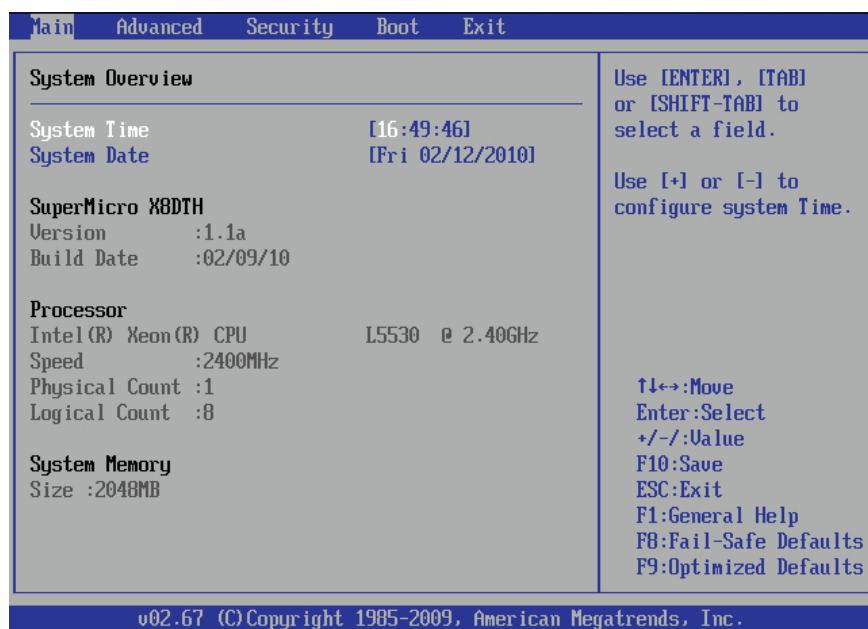 Main Advanced Security Boot Exit
System Overview
System Time [16:49:46]
System Date [Fri 02/12/2010]
SuperMicro X8DTH
Version :1.1a
Build Date :02/09/10
Processor
Intel(R) Xeon(R) CPU L5530 @ 2.40GHz
Speed :2400MHz
Physical Count :1
Logical Count :8
System Memory
Size :2048MB
Use [ENTER], [TAB]
or [SHIFT-TAB] to
select a field.
Use [+] or [-] to
configure system Time.
↑↓←→:Move
Enter:Select
+/-/:Value
F10:Save
ESC:Exit
F1:General Help
F8:Fail-Safe Defaults
F9:Optimized Defaults
v02.67 (C)Copyright 1985-2009, American Megatrends, Inc.